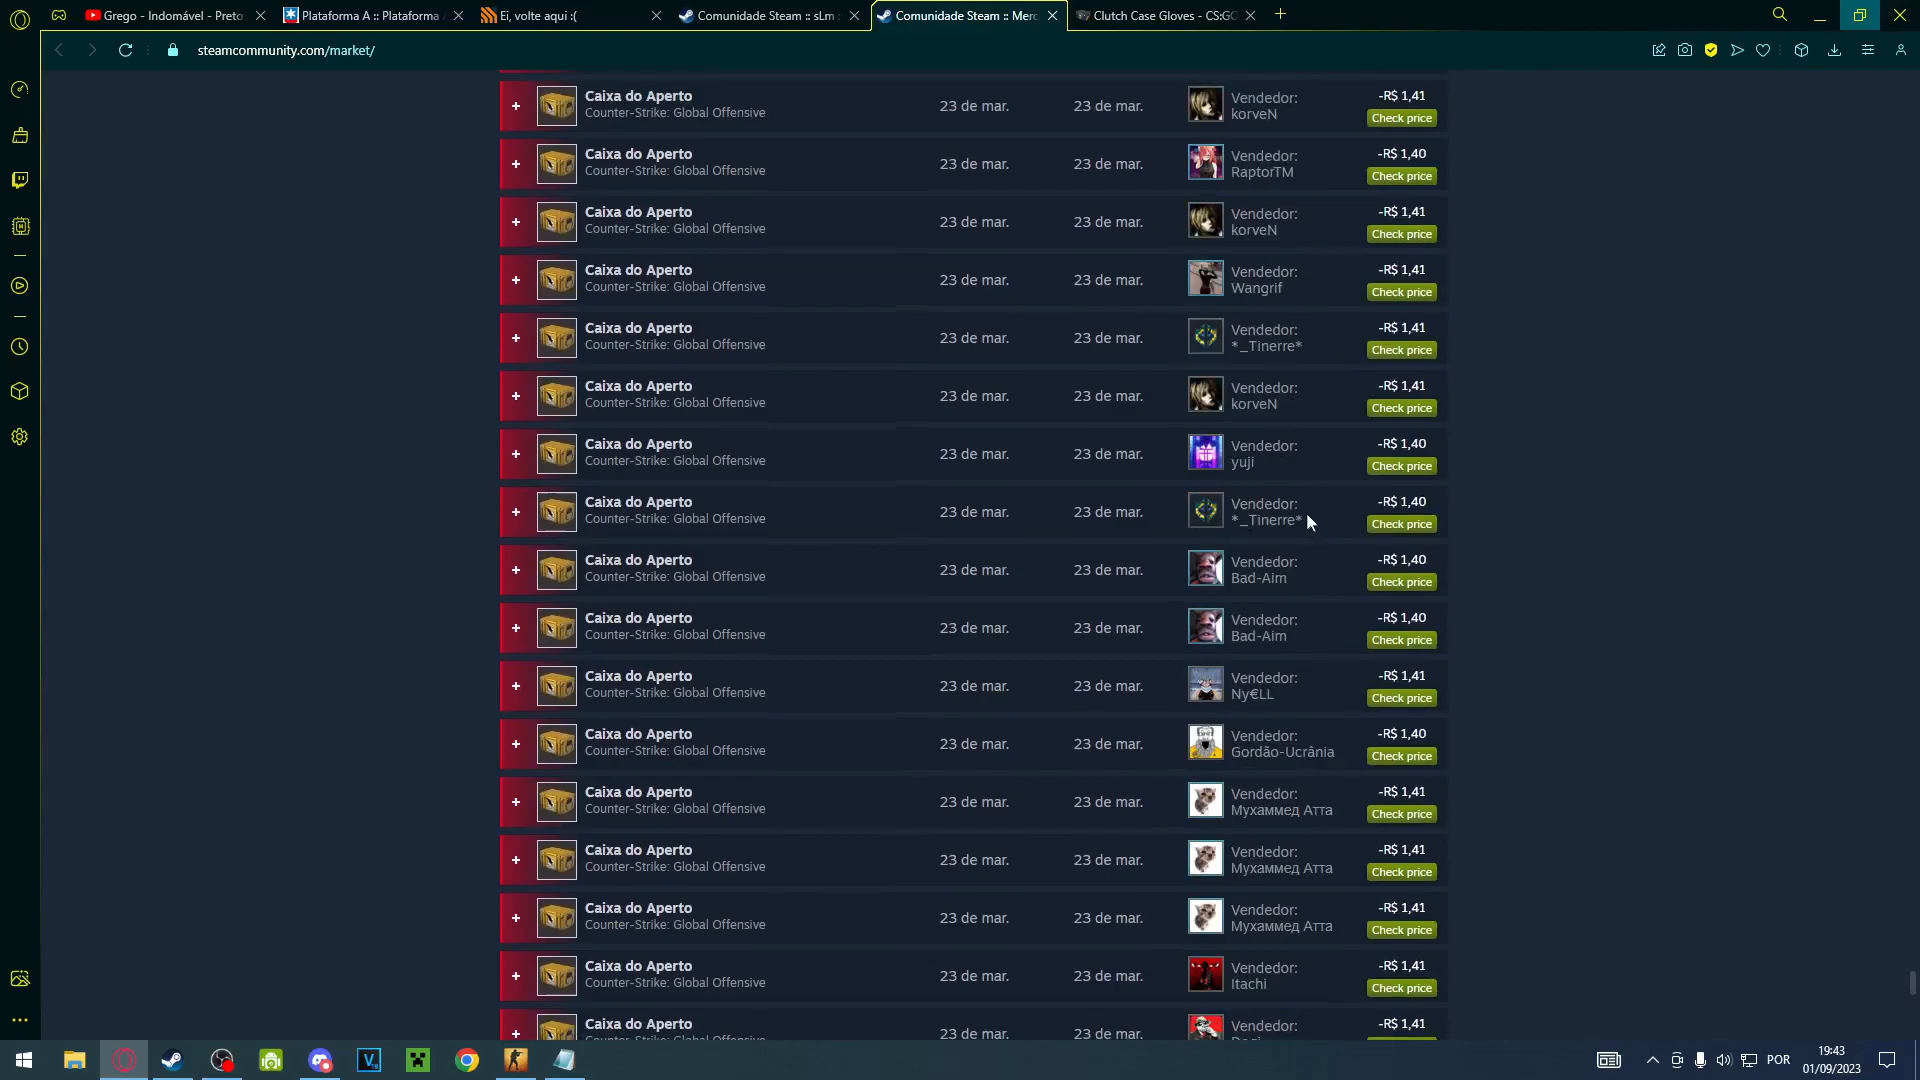 Grego - Indomável - Preto
Plataforma A :: Plataforma A
Ei, volte aqui :(
Comunidade Steam :: sLm
Comunidade Steam :: Merc
Clutch Case Gloves - CS:GO
steamcommunity.com/market/
Caixa do Aperto
Counter-Strike: Global Offensive
23 de mar.
23 de mar.
Vendedor:
korveN
-R$ 1,41
Check price
Caixa do Aperto
Counter-Strike: Global Offensive
23 de mar.
23 de mar.
Vendedor:
RaptorTM
-R$ 1,40
Check price
Caixa do Aperto
Counter-Strike: Global Offensive
23 de mar.
23 de mar.
Vendedor:
korveN
-R$ 1,41
Check price
Caixa do Aperto
Counter-Strike: Global Offensive
23 de mar.
23 de mar.
Vendedor:
Wangrif
-R$ 1,41
Check price
Caixa do Aperto
Counter-Strike: Global Offensive
23 de mar.
23 de mar.
Vendedor:
*_Tinerre*
-R$ 1,41
Check price
Caixa do Aperto
Counter-Strike: Global Offensive
23 de mar.
23 de mar.
Vendedor:
korveN
-R$ 1,41
Check price
Caixa do Aperto
Counter-Strike: Global Offensive
23 de mar.
23 de mar.
Vendedor:
yuji
-R$ 1,40
Check price
Caixa do Aperto
Counter-Strike: Global Offensive
23 de mar.
23 de mar.
Vendedor:
*_Tinerre*
-R$ 1,40
Check price
Caixa do Aperto
Counter-Strike: Global Offensive
23 de mar.
23 de mar.
Vendedor:
Bad-Aim
-R$ 1,40
Check price
Caixa do Aperto
Counter-Strike: Global Offensive
23 de mar.
23 de mar.
Vendedor:
Bad-Aim
-R$ 1,40
Check price
Caixa do Aperto
Counter-Strike: Global Offensive
23 de mar.
23 de mar.
Vendedor:
Ny€LL
-R$ 1,41
Check price
Caixa do Aperto
Counter-Strike: Global Offensive
23 de mar.
23 de mar.
Vendedor:
Gordão-Ucrânia
-R$ 1,40
Check price
Caixa do Aperto
Counter-Strike: Global Offensive
23 de mar.
23 de mar.
Vendedor:
Мухаммед Атта
-R$ 1,41
Check price
Caixa do Aperto
Counter-Strike: Global Offensive
23 de mar.
23 de mar.
Vendedor:
Мухаммед Атта
-R$ 1,41
Check price
Caixa do Aperto
Counter-Strike: Global Offensive
23 de mar.
23 de mar.
Vendedor:
Мухаммед Атта
-R$ 1,41
Check price
Caixa do Aperto
Counter-Strike: Global Offensive
23 de mar.
23 de mar.
Vendedor:
Itachi
-R$ 1,41
Check price
Caixa do Aperto
23 de mar.
23 de mar.
Vendedor:
-R$ 1,41
POR
19:43
01/09/2023